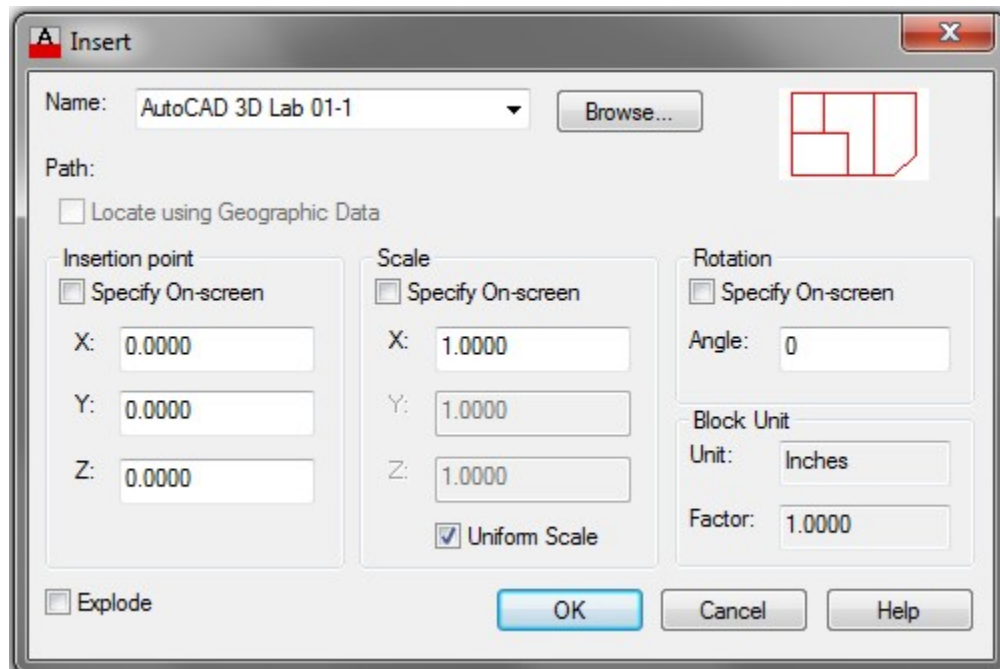 A Insert
Name: AutoCAD 3D Lab 01-1 Browse...
Path:
Locate using Geographic Data
Insertion point
Specify On-screen
X: 0.0000
Y: 0.0000
Z: 0.0000
Scale
Specify On-screen
X: 1.0000
Y: 1.0000
Z: 1.0000
Uniform Scale
Rotation
Specify On-screen
Angle: 0
Block Unit
Unit: Inches
Factor: 1.0000
Explode
OK Cancel Help